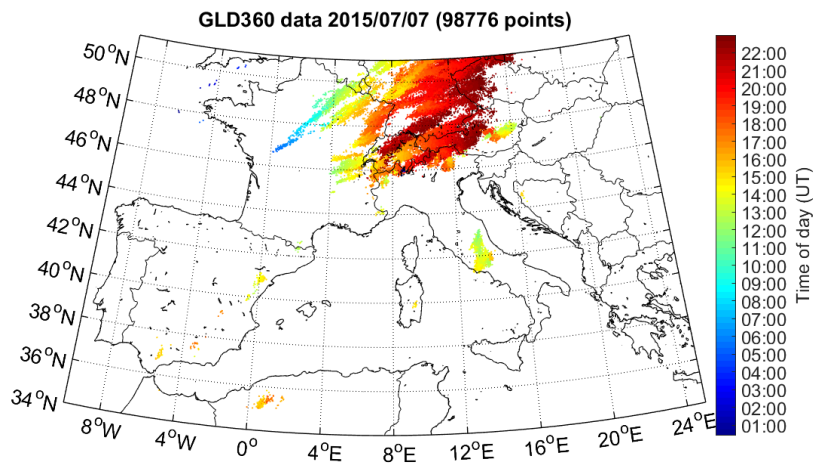 GLD360 data 2015/07/07 (98776 points)
50°N
48°N
46°N
44°N
42°N
40°N
38°N
36°N
34°N
8°W
4°W
0°
4°E
8°E
12°E
16°E
20°E
24°E
22:00
21:00
20:00
19:00
18:00
17:00
16:00
15:00
14:00
13:00
12:00
11:00
10:00
09:00
08:00
07:00
06:00
05:00
04:00
03:00
02:00
01:00
Time of day (UT)